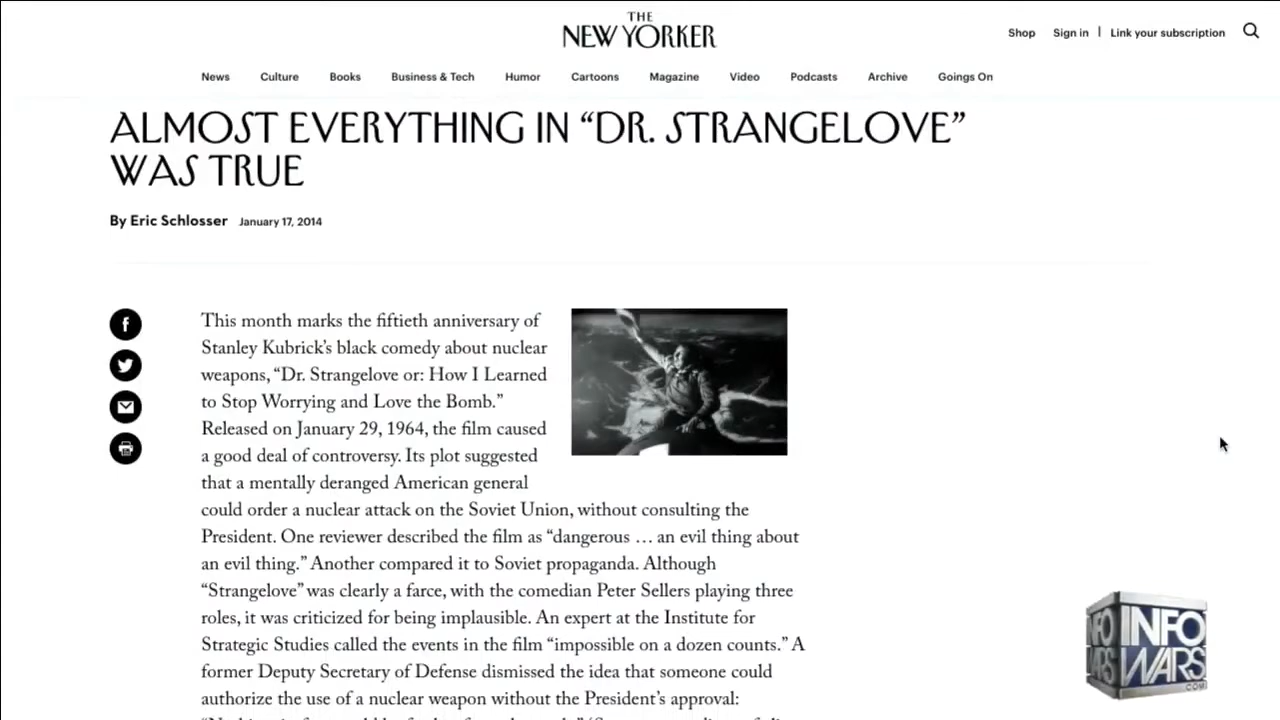 THE
NEW YORKER
Shop Sign in | Link your subscription
News Culture Books Business & Tech Humor Cartoons Magazine Video Podcasts Archive Goings On
ALMOST EVERYTHING IN “DR. STRANGELOVE”
WAS TRUE
By Eric Schlosser January 17, 2014
This month marks the fiftieth anniversary of
Stanley Kubrick’s black comedy about nuclear
weapons, “Dr. Strangelove or: How I Learned
to Stop Worrying and Love the Bomb.”
Released on January 29, 1964, the film caused
a good deal of controversy. Its plot suggested
that a mentally deranged American general
could order a nuclear attack on the Soviet Union, without consulting the
President. One reviewer described the film as “dangerous … an evil thing about
an evil thing.” Another compared it to Soviet propaganda. Although
“Strangelove” was clearly a farce, with the comedian Peter Sellers playing three
roles, it was criticized for being implausible. An expert at the Institute for
Strategic Studies called the events in the film “impossible on a dozen counts.” A
former Deputy Secretary of Defense dismissed the idea that someone could
authorize the use of a nuclear weapon without the President’s approval:
INFO
WARS
.COM